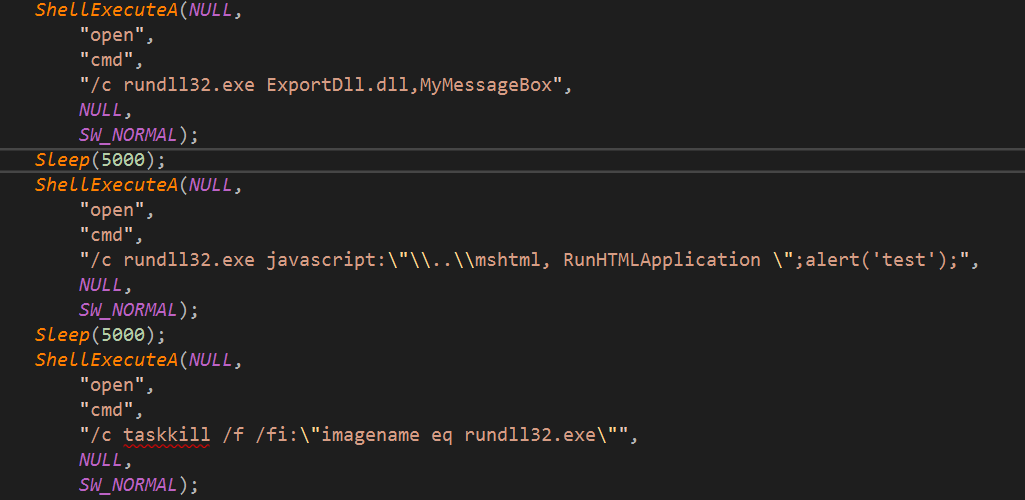 ShellExecuteA(NULL,
"open",
"cmd",
"/c rundll32.exe ExportDll.dll,MyMessageBox",
NULL,
SW_NORMAL);
Sleep(5000);
ShellExecuteA(NULL,
"open",
"cmd",
"/c rundll32.exe javascript:\"\\..\\mshtml, RunHTMLApplication \";alert('test');",
NULL,
SW_NORMAL);
Sleep(5000);
ShellExecuteA(NULL,
"open",
"cmd",
"/c taskkill /f /fi:\"imagename eq rundll32.exe\"",
NULL,
SW_NORMAL);